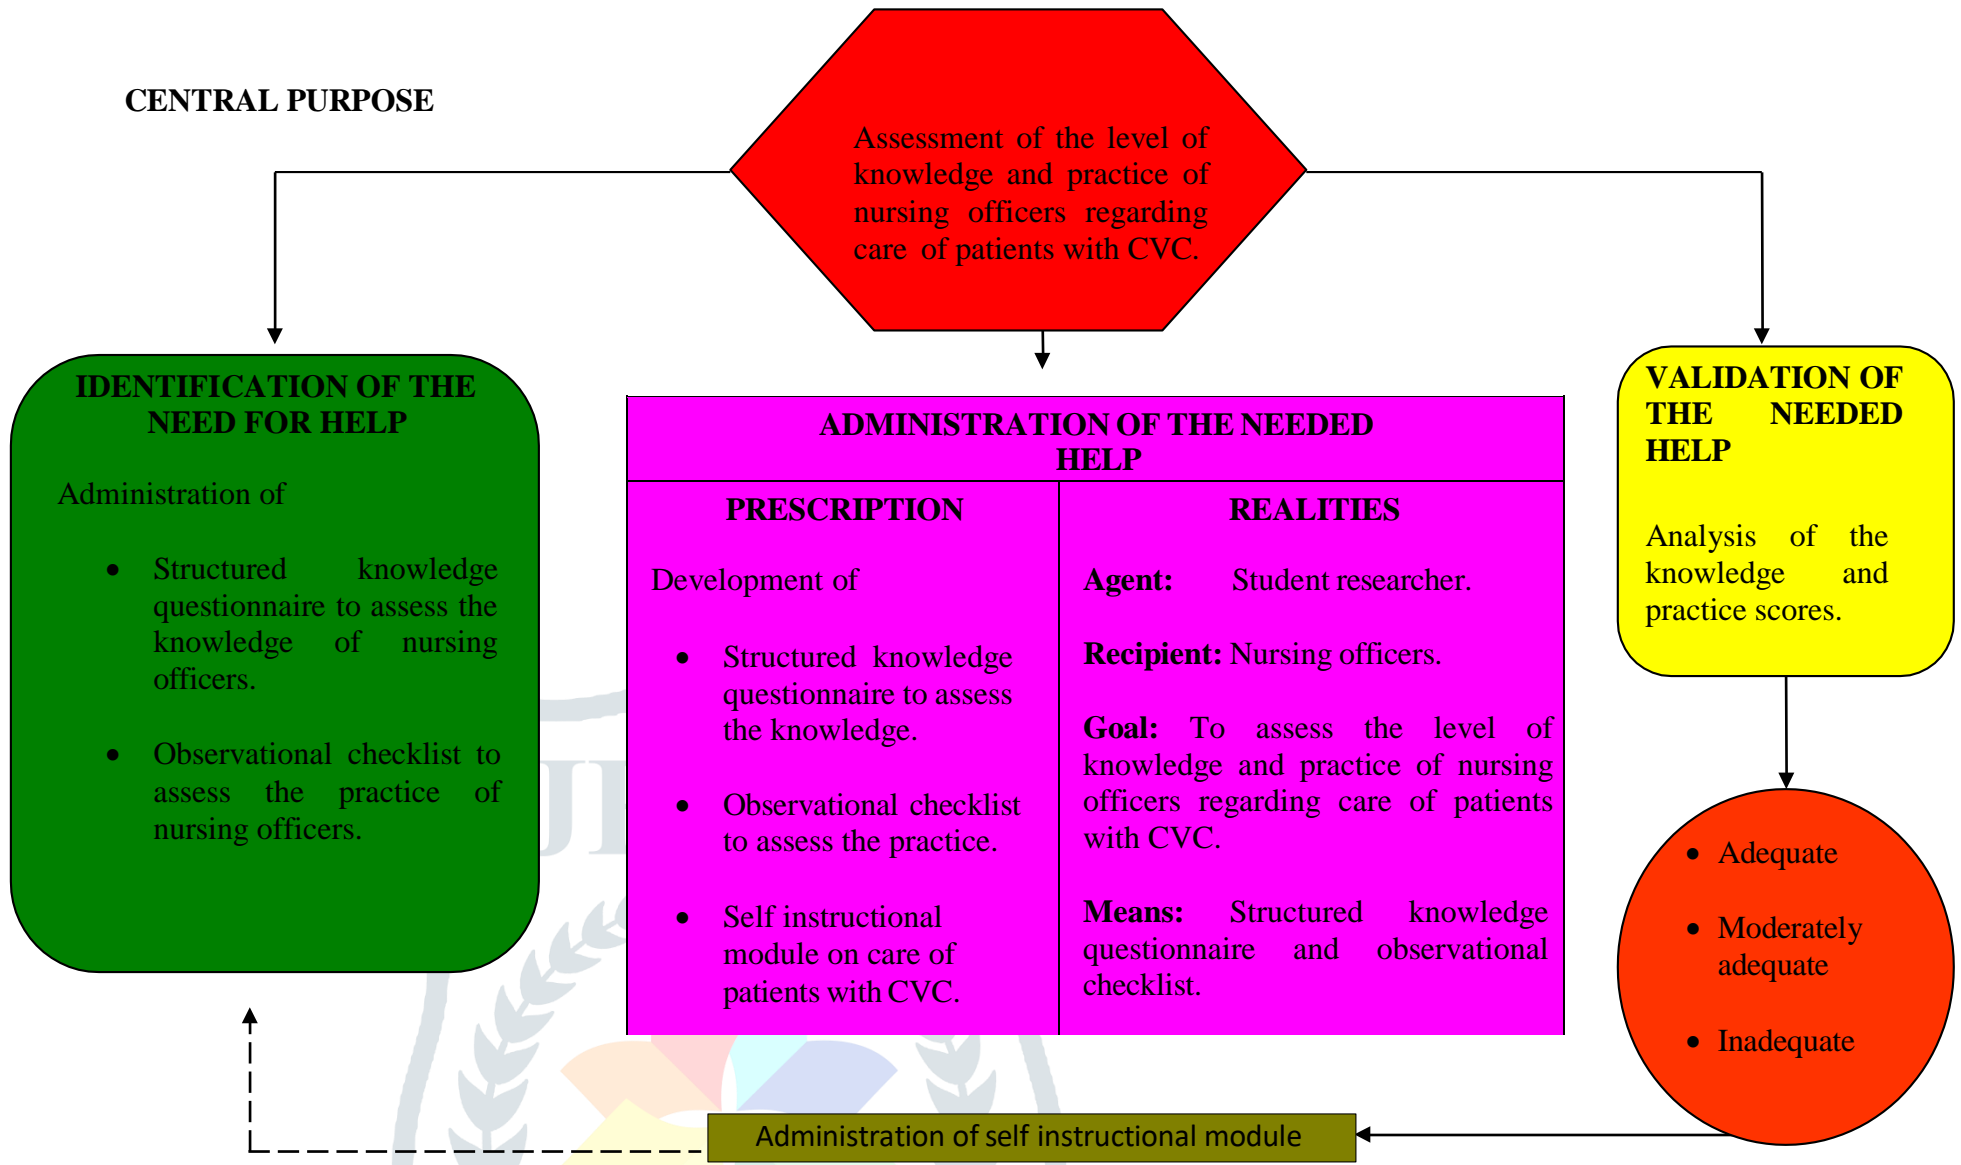 CENTRAL PURPOSE
Assessment of the level of
knowledge and practice of
nursing officers regarding
care of patients with CVC.
IDENTIFICATION OF THE
NEED FOR HELP
Administration of
• Structured knowledge
questionnaire to assess the
knowledge of nursing
officers.
• Observational checklist to
assess the practice of
nursing officers.
ADMINISTRATION OF THE NEEDED
HELP
PRESCRIPTION
Development of
• Structured knowledge
questionnaire to assess
the knowledge.
• Observational checklist
to assess the practice.
• Self instructional
module on care of
patients with CVC.
REALITIES
Agent: Student researcher.
Recipient: Nursing officers.
Goal: To assess the level of
knowledge and practice of nursing
officers regarding care of patients
with CVC.
Means: Structured knowledge
questionnaire and observational
checklist.
VALIDATION OF
THE NEEDED
HELP
Analysis of the
knowledge and
practice scores.
• Adequate
• Moderately
adequate
• Inadequate
Administration of self instructional module